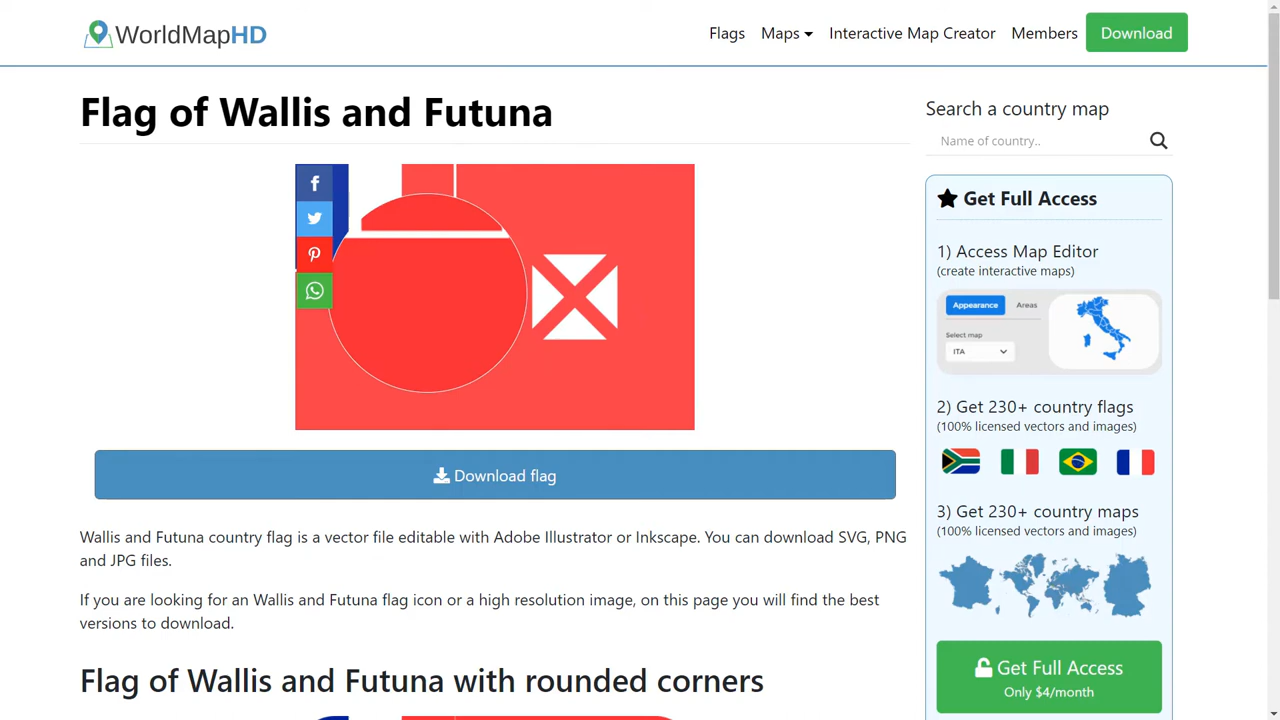 WorldMapHD
Flags Maps Interactive Map Creator Members Download
Flag of Wallis and Futuna
Download flag
Wallis and Futuna country flag is a vector file editable with Adobe Illustrator or Inkscape. You can download SVG, PNG
and JPG files.
If you are looking for an Wallis and Futuna flag icon or a high resolution image, on this page you will find the best
versions to download.
Flag of Wallis and Futuna with rounded corners
Search a country map
Name of country..
Get Full Access
1) Access Map Editor
(create interactive maps)
Appearance Areas
Select map
ITA
2) Get 230+ country flags
(100% licensed vectors and images)
3) Get 230+ country maps
(100% licensed vectors and images)
Get Full Access
Only $4/month